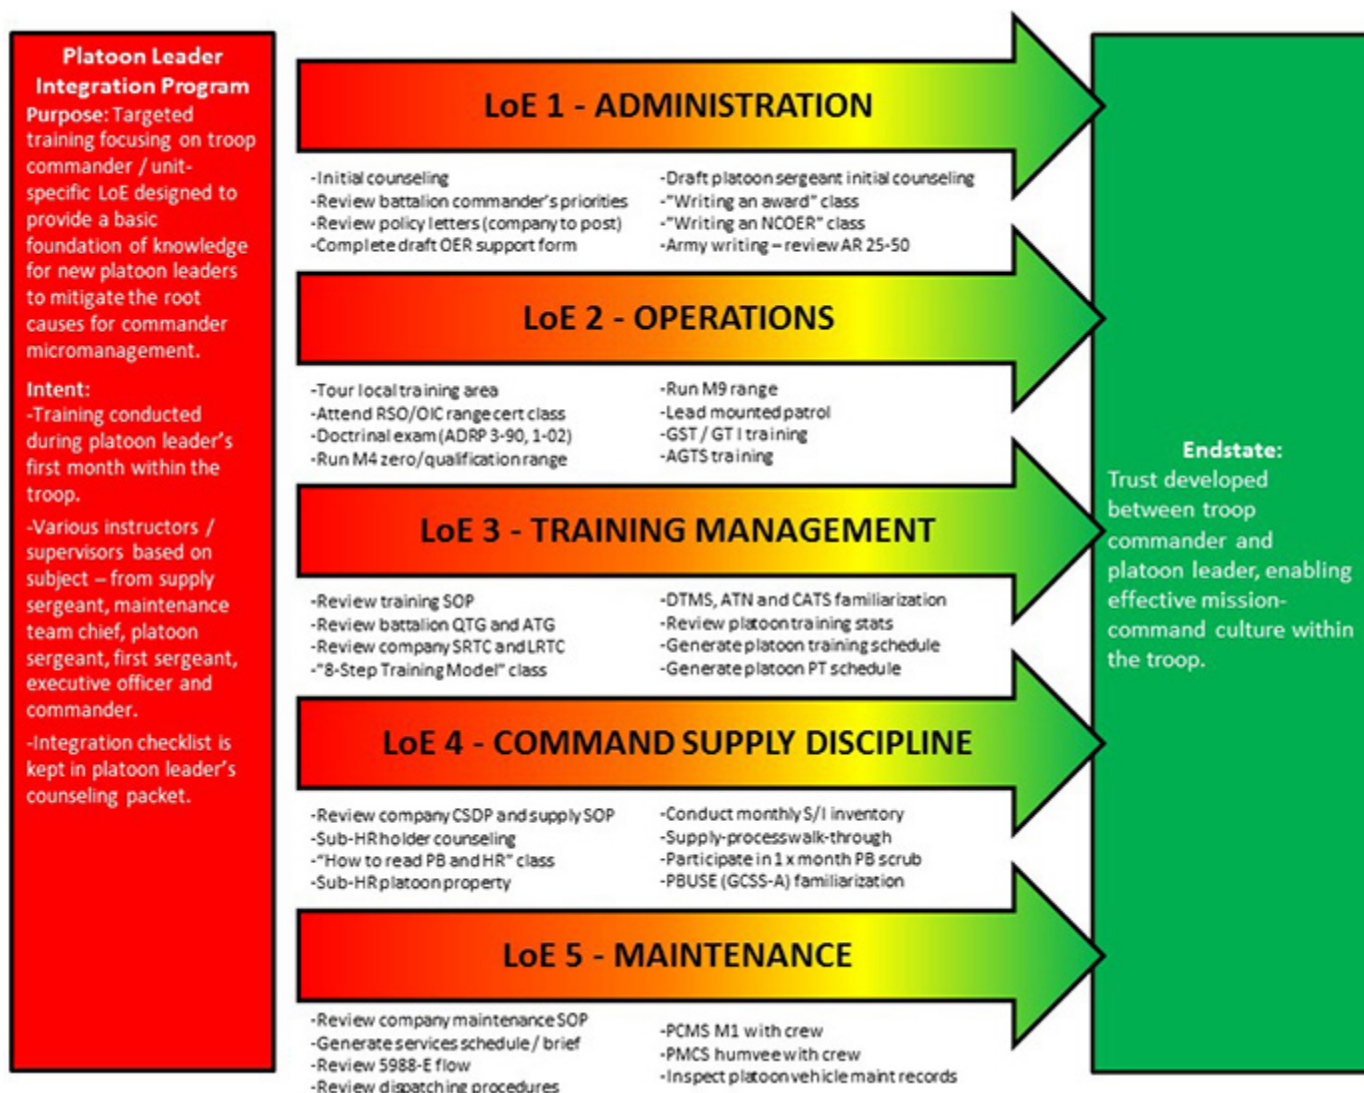 Platoon Leader
Integration Program
Purpose: Targeted
training focusing on troop
commander / unit-
specific LoE designed to
provide a basic
foundation of knowledge
for new platoon leaders
to mitigate the root
causes for commander
micromanagement.
Intent:
-Training conducted
during platoon leader's
first month within the
troop.
-Various instructors /
supervisors based on
subject – from supply
sergeant, maintenance
team chief, platoon
sergeant, first sergeant,
executive officer and
commander.
-Integration checklist is
kept in platoon leader's
counseling packet.
LoE 1 - ADMINISTRATION
-Initial counseling
-Review battalion commander's priorities
-Review policy letters (company to post)
-Complete draft OER support form
-Draft platoon sergeant initial counseling
-"Writing an award" class
-"Writing an NCOER" class
-Army writing – review AR 25-50
LoE 2 - OPERATIONS
-Tour local training area
-Attend RSO/OIC range cert class
-Doctrinal exam (ADRP 3-90, 1-02)
-Run M4 zero/qualification range
-Run M9 range
-Lead mounted patrol
-GST / GT I training
-AGTS training
LoE 3 - TRAINING MANAGEMENT
-Review training SOP
-Review battalion QTG and ATG
-Review company SRTC and LRTC
-"8-Step Training Model" class
-DTMS, ATN and CATS familiarization
-Review platoon training stats
-Generate platoon training schedule
-Generate platoon PT schedule
LoE 4 - COMMAND SUPPLY DISCIPLINE
-Review company CSDP and supply SOP
-Sub-HR holder counseling
-"How to read PB and HR" class
-Sub-HR platoon property
-Conduct monthly S/I inventory
-Supply-process walk-through
-Participate in 1 x month PB scrub
-PBUSE (GCSS-A) familiarization
LoE 5 - MAINTENANCE
-Review company maintenance SOP
-Generate services schedule / brief
-Review 5988-E flow
-Review dispatching procedures
-PCMS M1 with crew
-PMCS humvee with crew
-Inspect platoon vehicle maint records
Endstate:
Trust developed
between troop
commander and
platoon leader, enabling
effective mission-
command culture within
the troop.